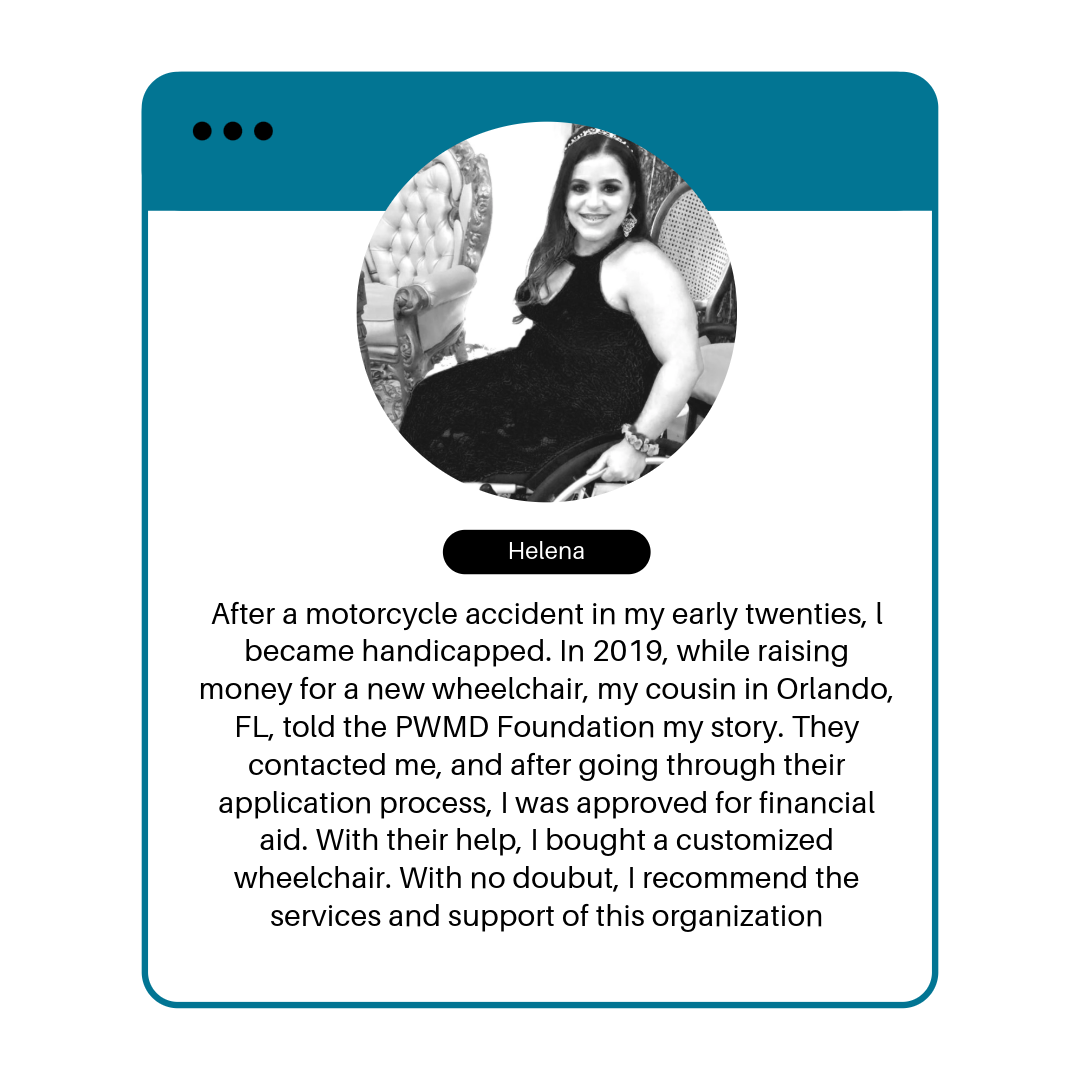 Helena
After a motorcycle accident in my early twenties, l
became handicapped. In 2019, while raising
money for a new wheelchair, my cousin in Orlando,
FL, told the PWMD Foundation my story. They
contacted me, and after going through their
application process, I was approved for financial
aid. With their help, I bought a customized
wheelchair. With no doubut, I recommend the
services and support of this organization